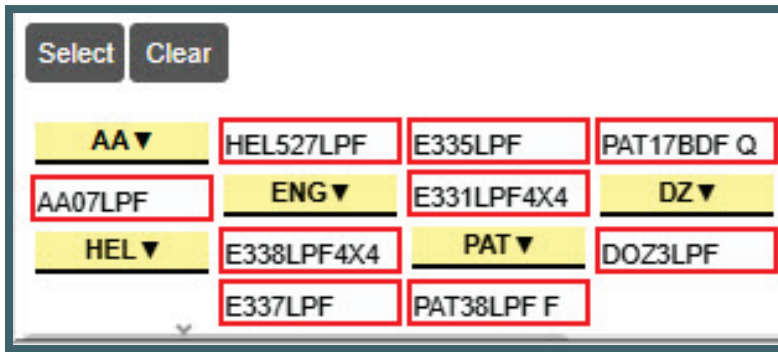 Select Clear
AA▼ HEL527LPF E335LPF PAT17BDF Q
AA07LPF ENG▼ E331LPF4X4 DZ▼
HEL▼ E338LPF4X4 PAT▼ DOZ3LPF
E337LPF PAT38LPF F